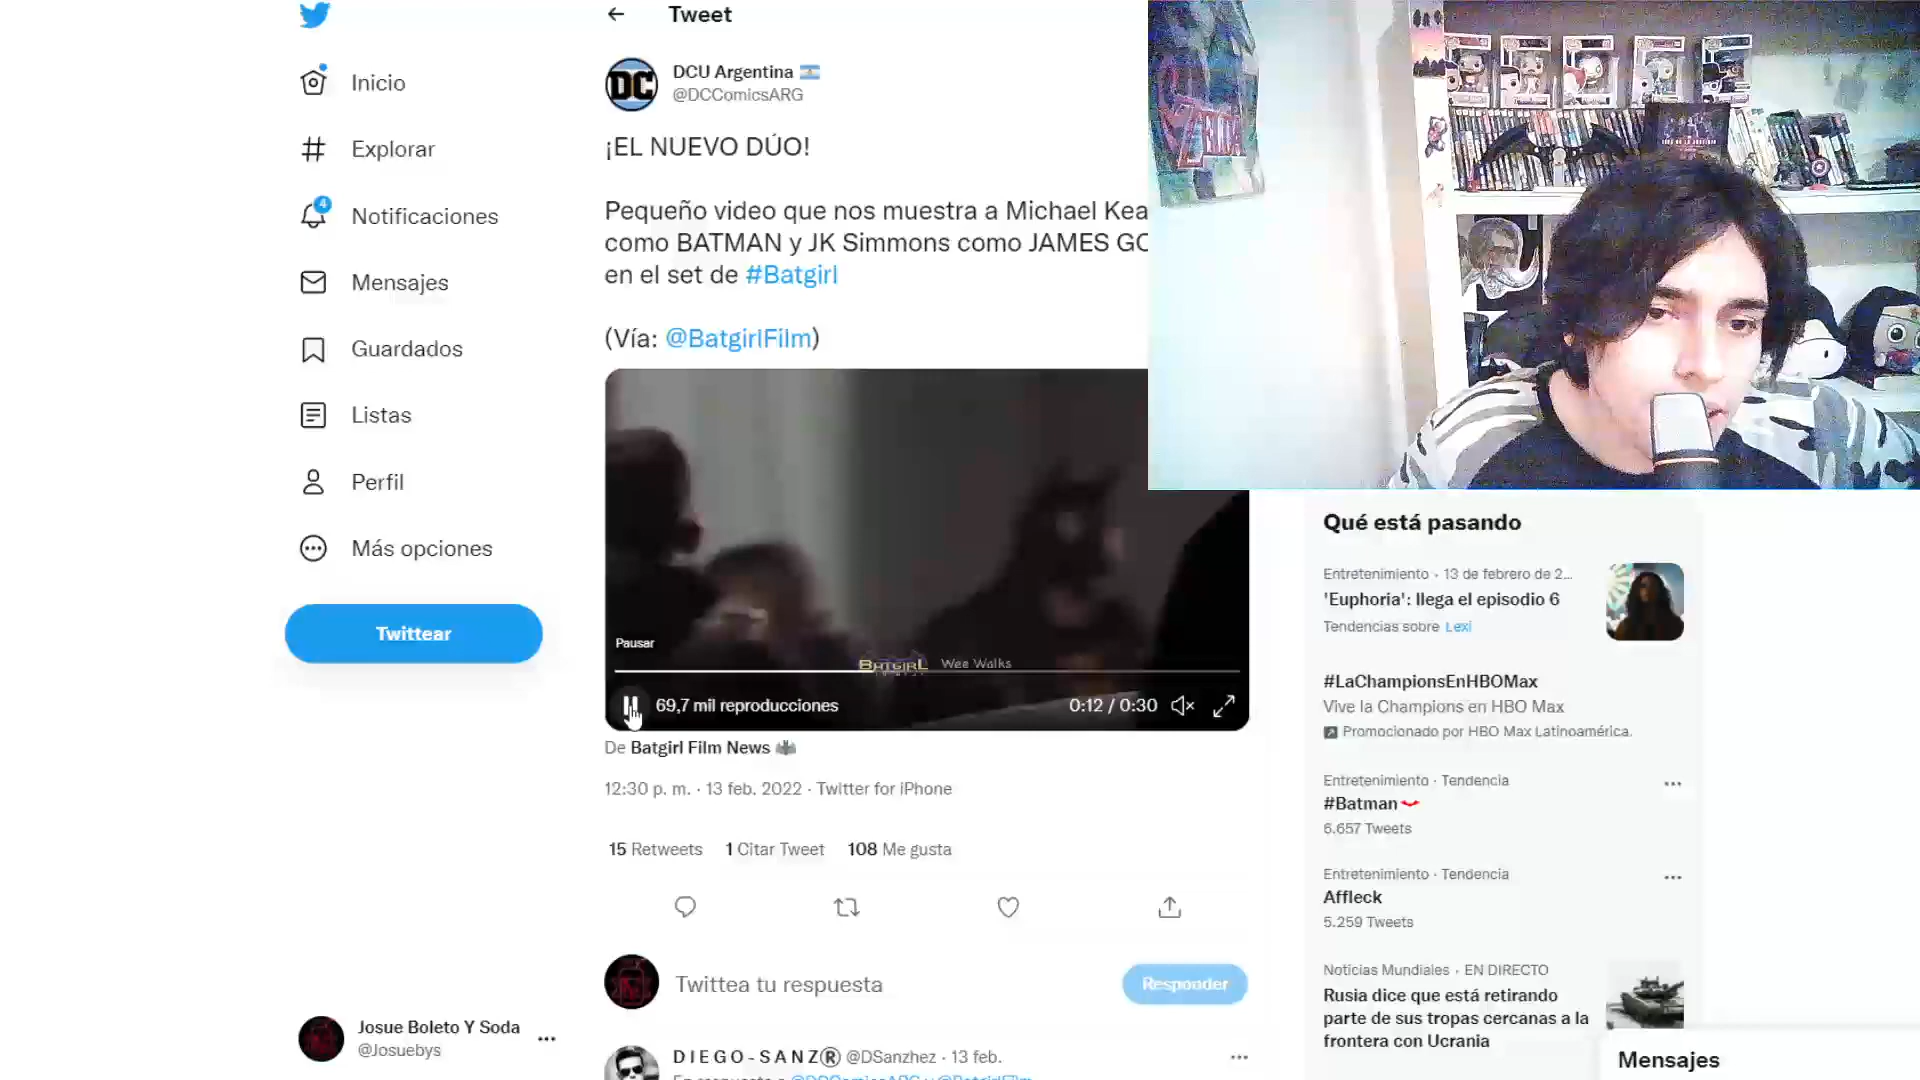 Tweet
Inicio
Explorar
4
Notificaciones
Mensajes
Guardados
Listas
Perfil
Más opciones
Twittear
Josue Boleto Y Soda
@Josuebys
DC
DCU Argentina
@DCComicsARG
¡EL NUEVO DÚO!
Pequeño video que nos muestra a Michael Kea
como BATMAN y JK Simmons como JAMES GO
en el set de #Batgirl
(Vía: @BatgirlFilm)
Pausar
BATGIRL Wee Walks
69,7 mil reproducciones
0:12 / 0:30
De Batgirl Film News
12:30 p. m. · 13 feb. 2022 · Twitter for iPhone
15 Retweets 1 Citar Tweet 108 Me gusta
Twittea tu respuesta
Responder
DIEGO-SANZ® @DSanzhez · 13 feb.
Qué está pasando
Entretenimiento · 13 de febrero de 2...
'Euphoria': llega el episodio 6
Tendencias sobre Lexi
#LaChampionsEnHBOMax
Vive la Champions en HBO Max
Promocionado por HBO Max Latinoamérica.
Entretenimiento · Tendencia
#Batman
6.657 Tweets
Entretenimiento · Tendencia
Affleck
5.259 Tweets
Noticias Mundiales · EN DIRECTO
Rusia dice que está retirando
parte de sus tropas cercanas a la
frontera con Ucrania
Mensajes